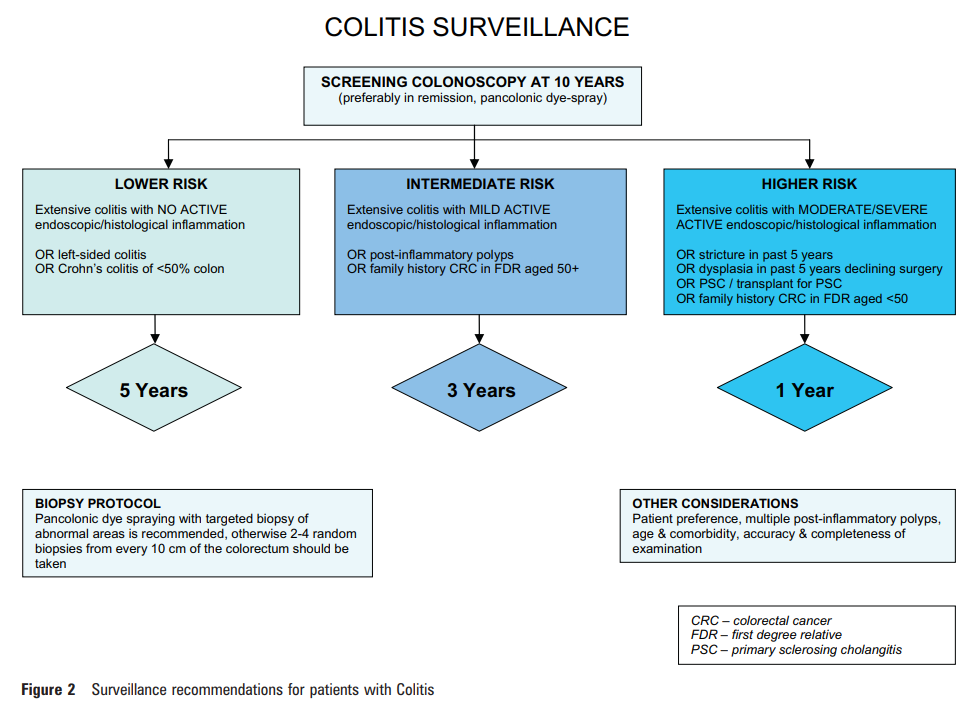 COLITIS SURVEILLANCE
SCREENING COLONOSCOPY AT 10 YEARS
(preferably in remission, pancolonic dye-spray)
LOWER RISK
Extensive colitis with NO ACTIVE
endoscopic/histological inflammation
OR left-sided colitis
OR Crohn's colitis of <50% colon
INTERMEDIATE RISK
Extensive colitis with MILD ACTIVE
endoscopic/histological inflammation
OR post-inflammatory polyps
OR family history CRC in FDR aged 50+
HIGHER RISK
Extensive colitis with MODERATE/SEVERE
ACTIVE endoscopic/histological inflammation
OR stricture in past 5 years
OR dysplasia in past 5 years declining surgery
OR PSC / transplant for PSC
OR family history CRC in FDR aged <50
5 Years
3 Years
1 Year
BIOPSY PROTOCOL
Pancolonic dye spraying with targeted biopsy of
abnormal areas is recommended, otherwise 2-4 random
biopsies from every 10 cm of the colorectum should be
taken
OTHER CONSIDERATIONS
Patient preference, multiple post-inflammatory polyps,
age & comorbidity, accuracy & completeness of
examination
CRC – colorectal cancer
FDR – first degree relative
PSC – primary sclerosing cholangitis
Figure 2 Surveillance recommendations for patients with Colitis